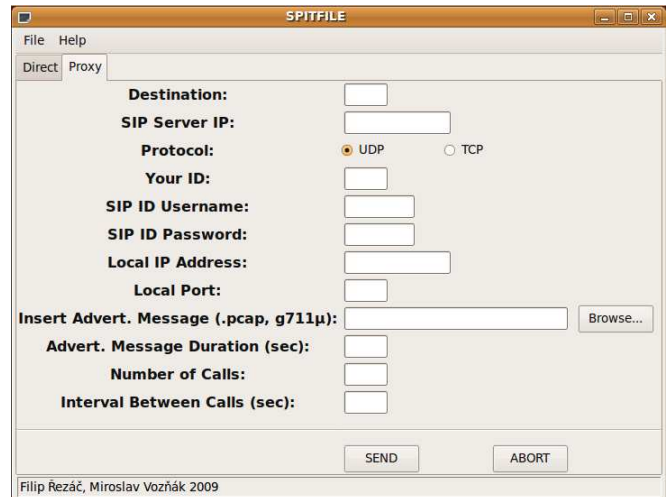 SPITFILE
File Help
Direct Proxy
Destination:
SIP Server IP:
Protocol: UDP TCP
Your ID:
SIP ID Username:
SIP ID Password:
Local IP Address:
Local Port:
Insert Advert. Message (.pcap, g711µ): Browse...
Advert. Message Duration (sec):
Number of Calls:
Interval Between Calls (sec):
SEND ABORT
Filip Řezáč, Miroslav Vozňák 2009